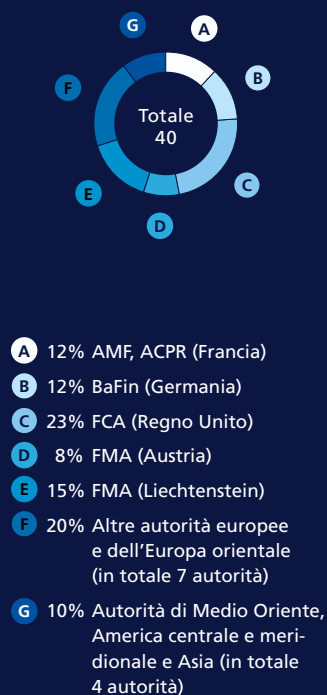 G
A
B
F
Totale
40
C
E
D
A 12% AMF, ACPR (Francia)
B 12% BaFin (Germania)
C 23% FCA (Regno Unito)
D 8% FMA (Austria)
E 15% FMA (Liechtenstein)
F 20% Altre autorità europee
e dell’Europa orientale
(in totale 7 autorità)
G 10% Autorità di Medio Oriente,
America centrale e meri-
dionale e Asia (in totale
4 autorità)